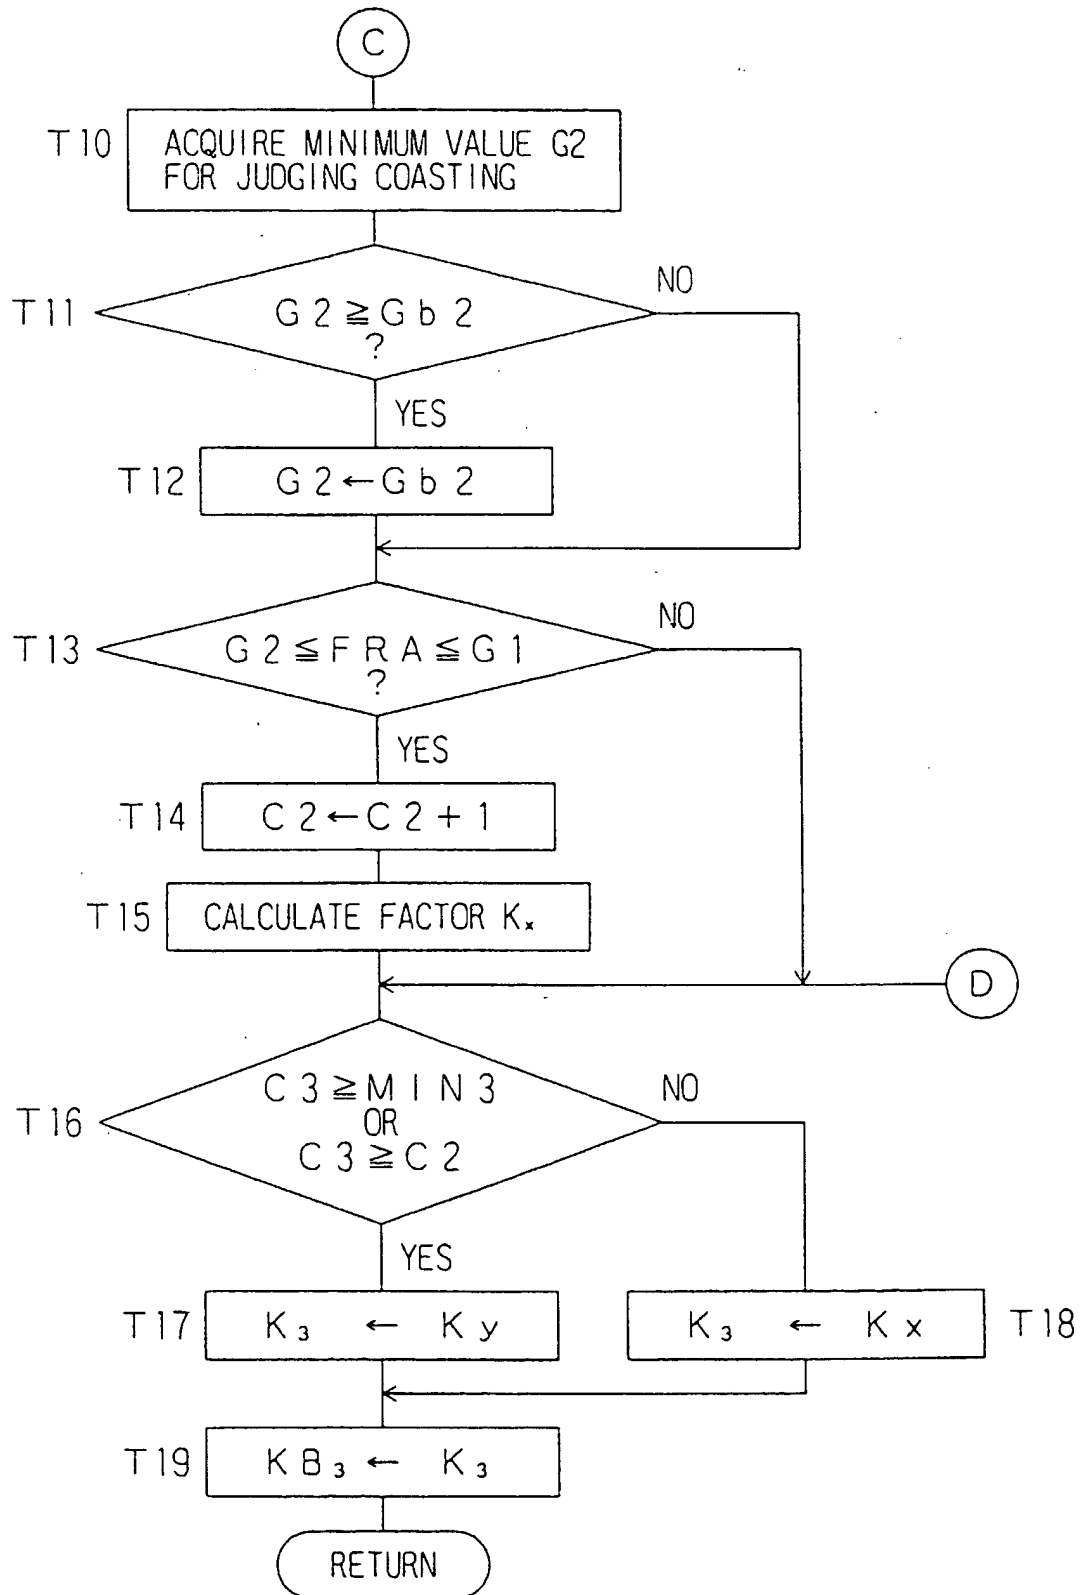 C
T10
ACQUIRE MINIMUM VALUE G2
FOR JUDGING COASTING
T11
G2≧Gb2
?
NO
YES
T12
G2←Gb2
T13
G2≦FRA≦G1
?
NO
YES
T14
C2←C2+1
T15
CALCULATE FACTOR Kₓ
D
T16
C3≧MIN3
OR
C3≧C2
NO
YES
T17
K₃ ← Ky
K₃ ← Kx
T18
T19
KB₃ ← K₃
RETURN